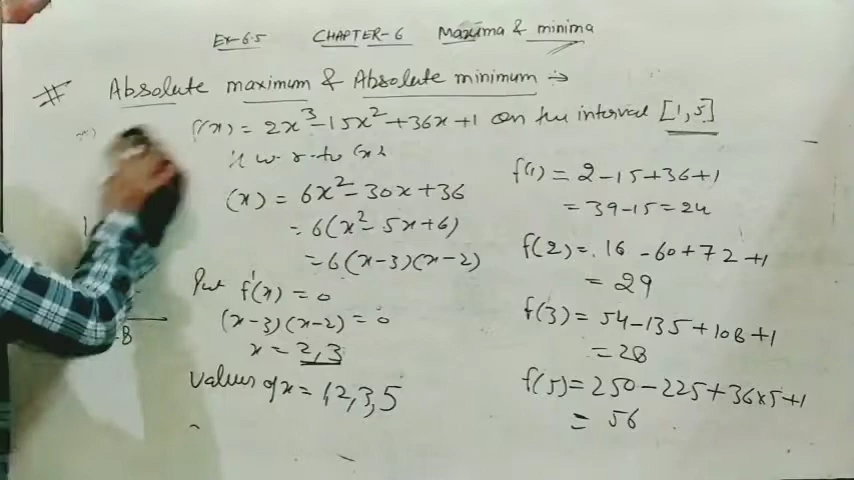 Ex-6.5 CHAPTER-6 Maxima & minima
# Absolute maximum & Absolute minimum →
f(x) = 2x³-15x²+36x+1 on the interval [1,5]
w.r.to
(x) = 6x²-30x+36
= 6(x²-5x+6)
= 6(x-3)(x-2)
Put f'(x) = 0
(x-3)(x-2) = 0
x = 2,3
values of x = 1,2,3,5
-8
f(1) = 2-15+36+1
= 39-15 = 24
f(2) = 16-60+72+1
= 29
f(3) = 54-135+108+1
= 28
f(5) = 250-225+36×5+1
= 56